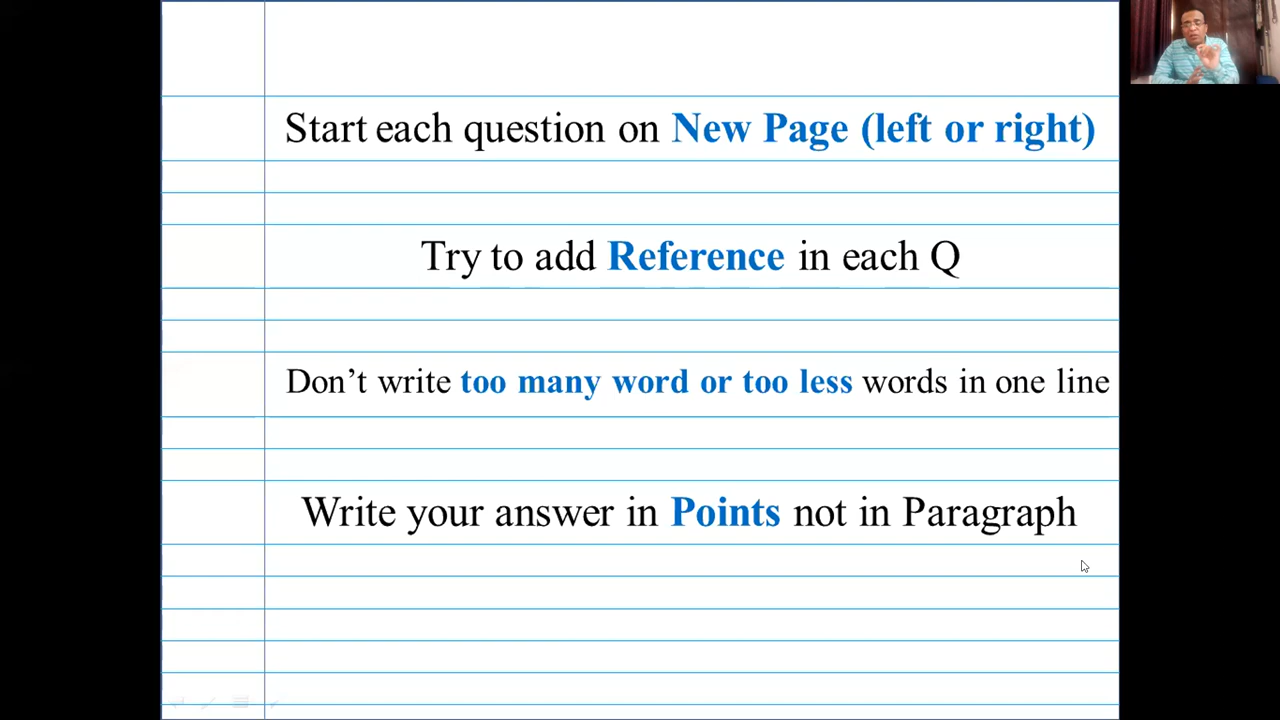 Start each question on New Page (left or right)
Try to add Reference in each Q
Don’t write too many word or too less words in one line
Write your answer in Points not in Paragraph